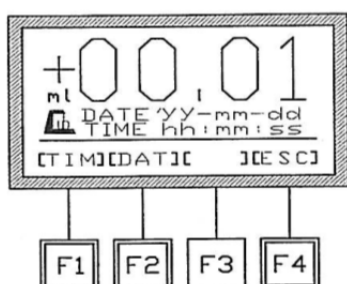 +00.01
ml
DATE 'YY-mm-dd
TIME hh:mm:ss
[TIM][DAT][ ][ESC]
F1 F2 F3 F4